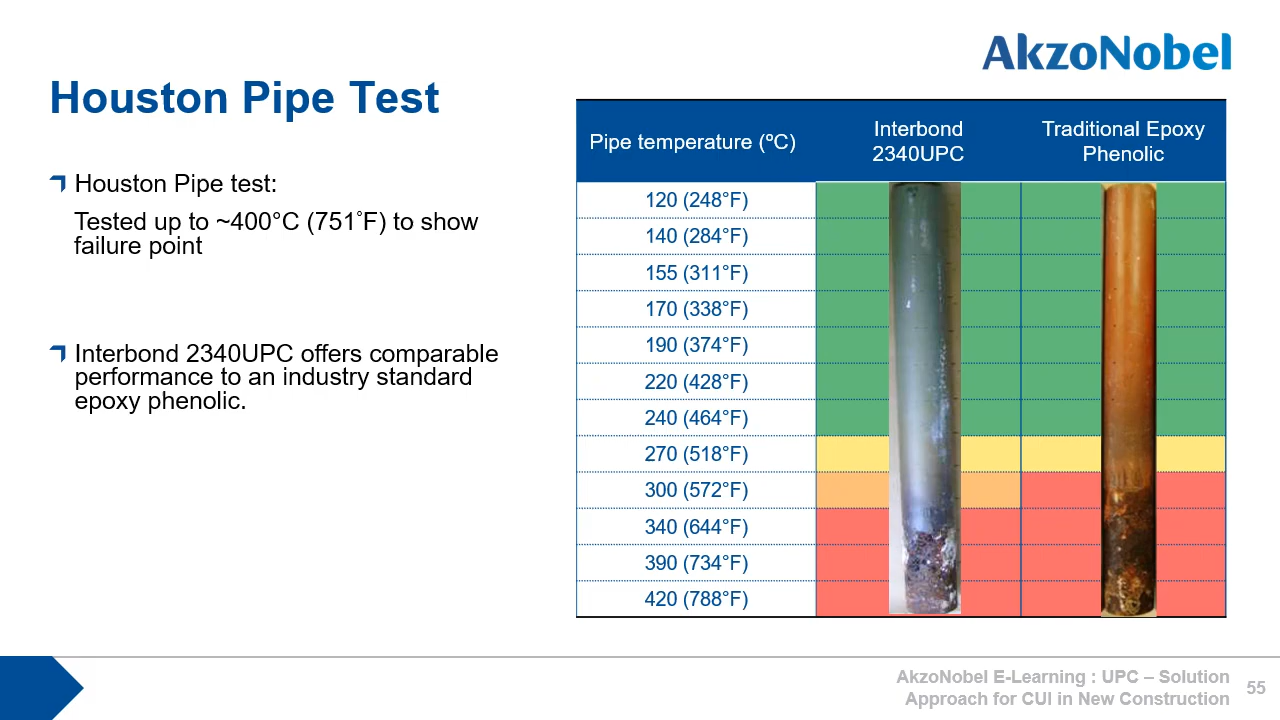 AkzoNobel
Houston Pipe Test
Houston Pipe test:
Tested up to ~400°C (751°F) to show
failure point
Interbond 2340UPC offers comparable
performance to an industry standard
epoxy phenolic.
Pipe temperature (ºC)
Interbond
2340UPC
Traditional Epoxy
Phenolic
120 (248°F)
140 (284°F)
155 (311°F)
170 (338°F)
190 (374°F)
220 (428°F)
240 (464°F)
270 (518°F)
300 (572°F)
340 (644°F)
390 (734°F)
420 (788°F)
AkzoNobel E-Learning : UPC – Solution
Approach for CUI in New Construction
55